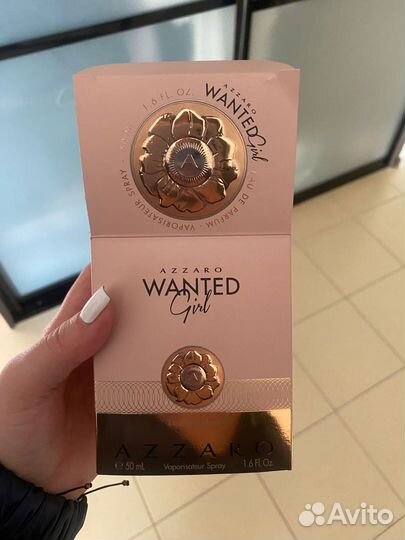 AZZARO
WANTED
Girl
1.6 FL. OZ.
EAU DE PARFUM - VAPORISATEUR SPRAY -
A
AZZARO
WANTED
Girl
A
AZZARO
℮ 50 mL Vaporisateur Spray 1.6 Fl.Oz.
Avito